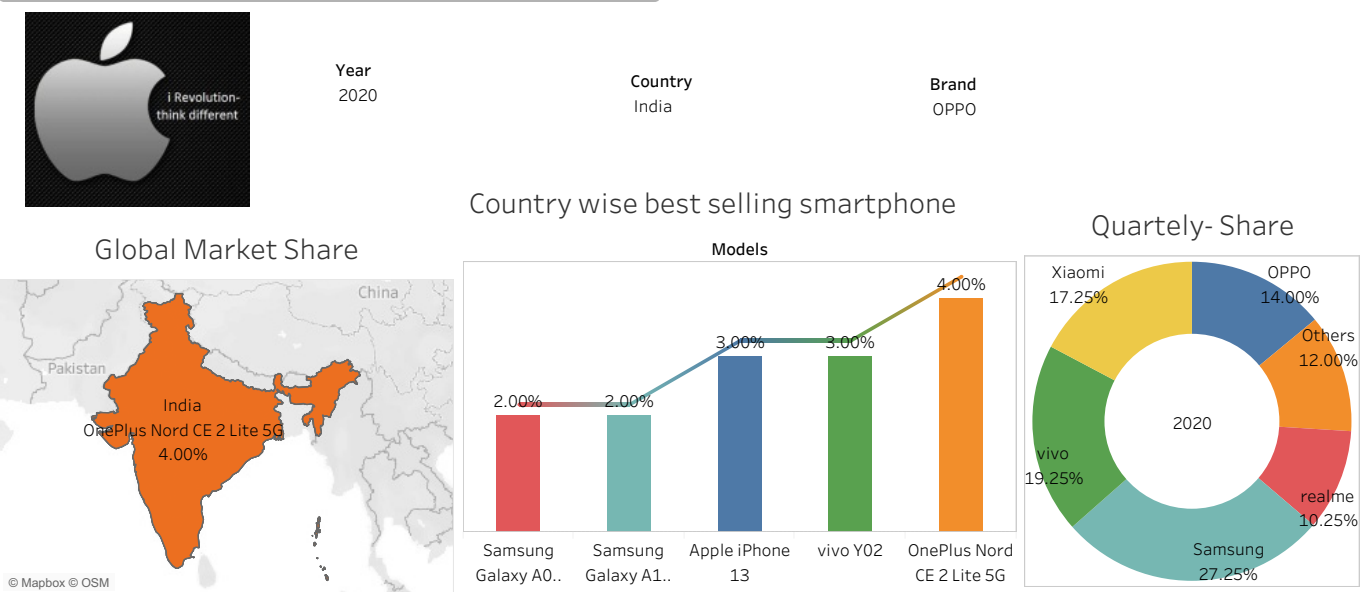 i Revolution-
think different
Year
2020
Country
India
Brand
OPPO
Global Market Share
China
Pakistan
India
OnePlus Nord CE 2 Lite 5G
4.00%
© Mapbox © OSM
Country wise best selling smartphone
Models
2.00%
2.00%
3.00%
3.00%
4.00%
Samsung
Galaxy A0..
Samsung
Galaxy A1..
Apple iPhone
13
vivo Y02
OnePlus Nord
CE 2 Lite 5G
Quartely- Share
Xiaomi
17.25%
OPPO
14.00%
Others
12.00%
2020
vivo
19.25%
realme
10.25%
Samsung
27.25%